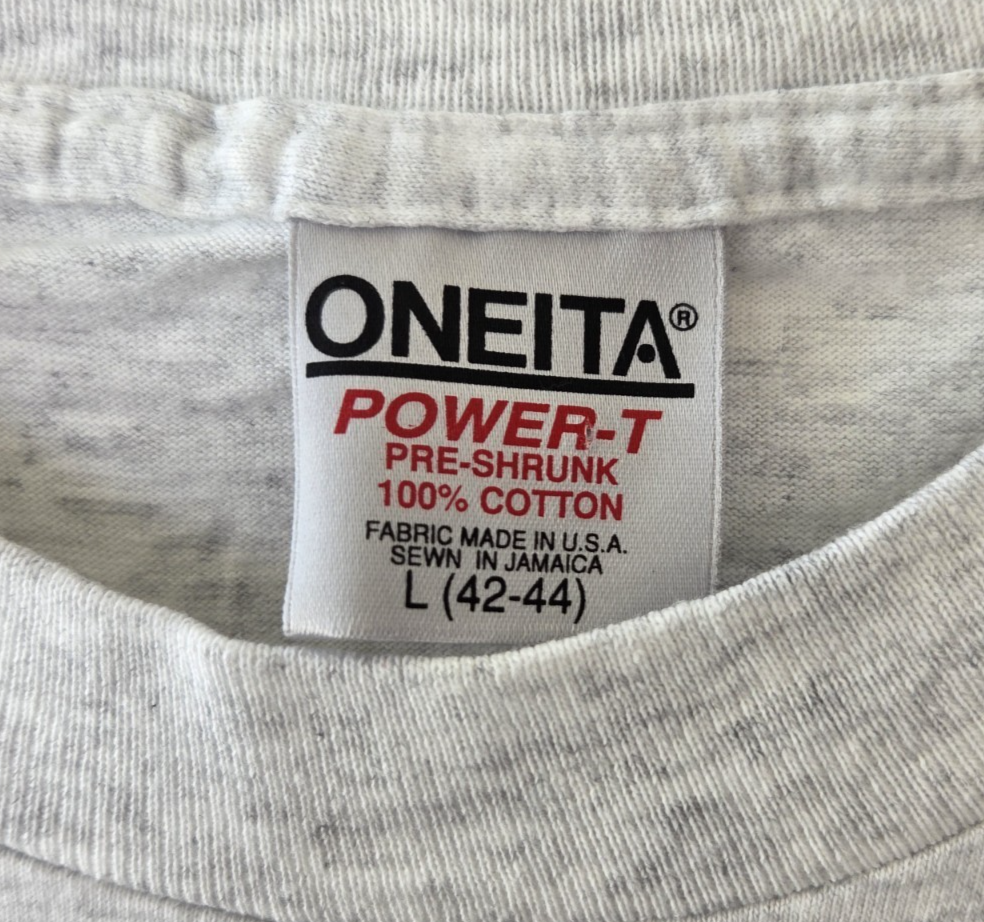 ONEITA®
POWER-T
PRE-SHRUNK
100% COTTON
FABRIC MADE IN U.S.A.
SEWN IN JAMAICA
L (42-44)